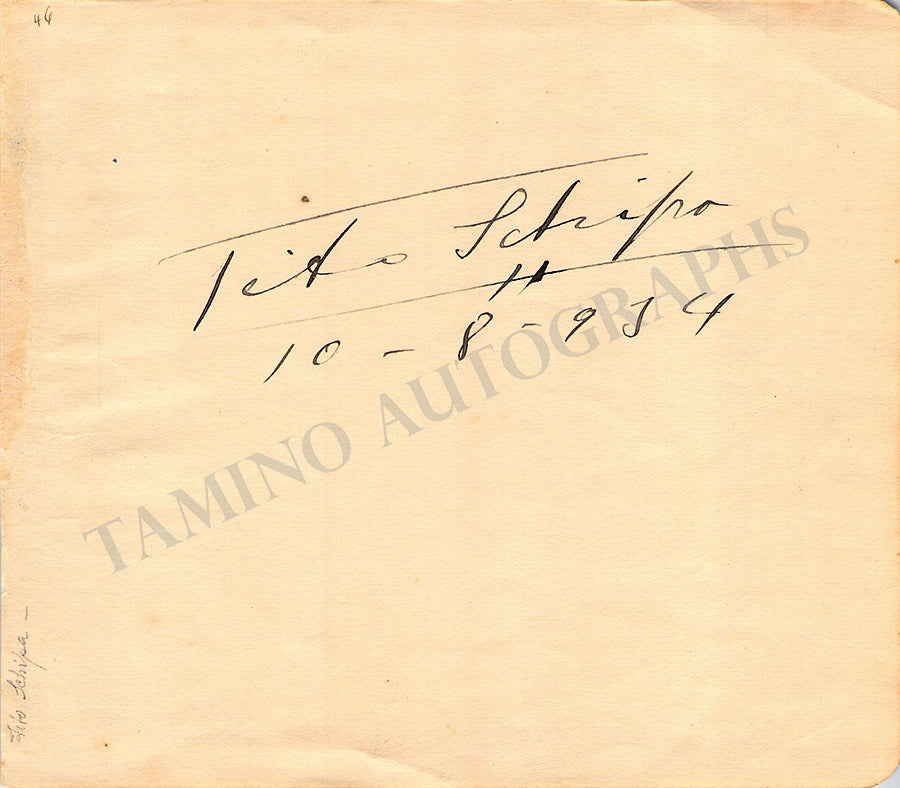 46
Tito Schipa
10 - 8 - 934
TAMINO AUTOGRAPHS
Tito Schipa -